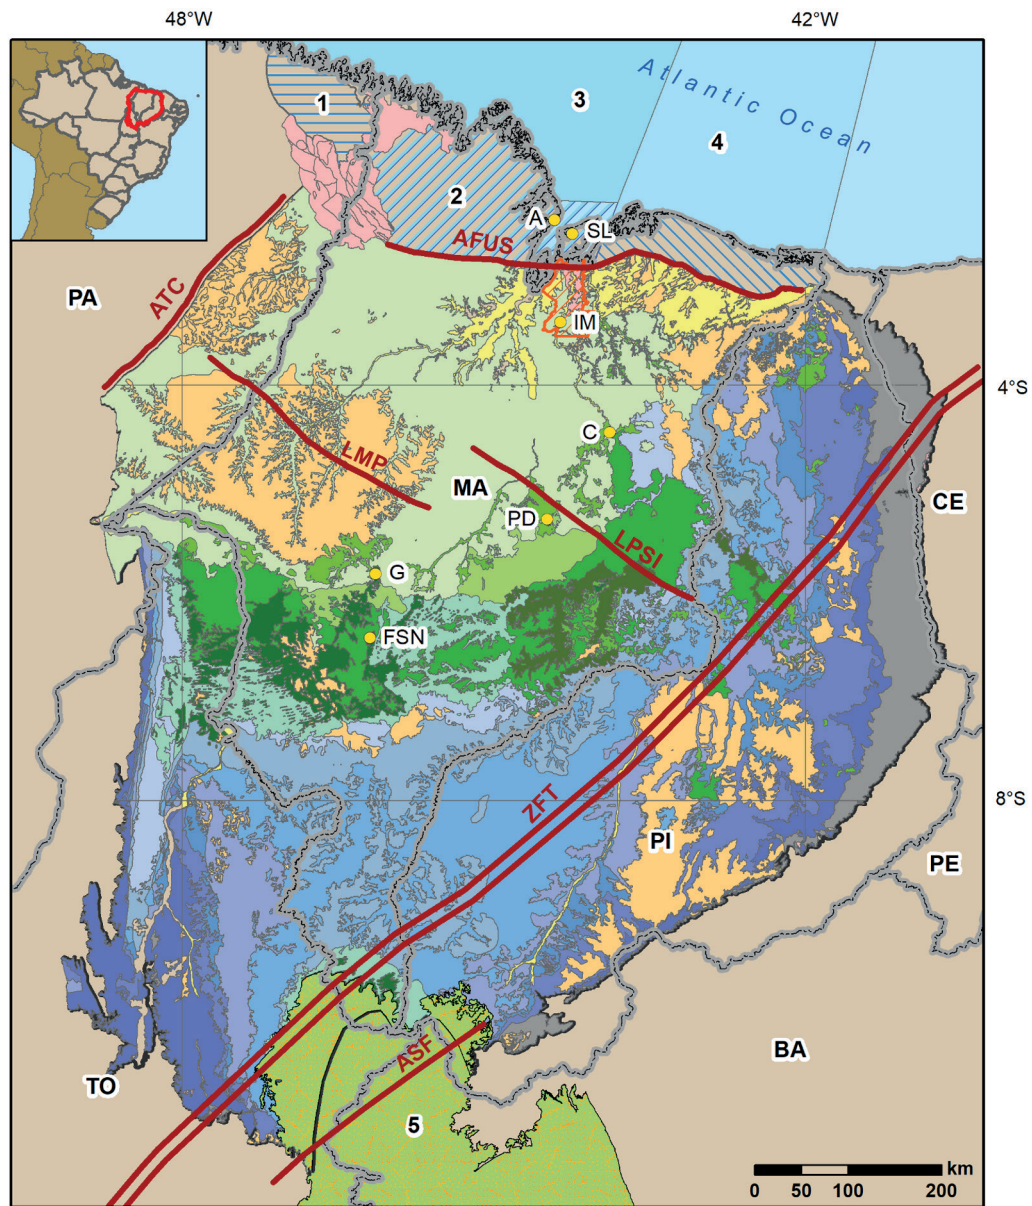 48°W
42°W
Atlantic Ocean
1
3
4
2
A
SL
AFUS
PA
ATC
IM
4°S
C
LMP
MA
CE
PD
LPSI
G
FSN
ZFT
8°S
PI
PE
ASF
BA
TO
5
km
0 50 100 200